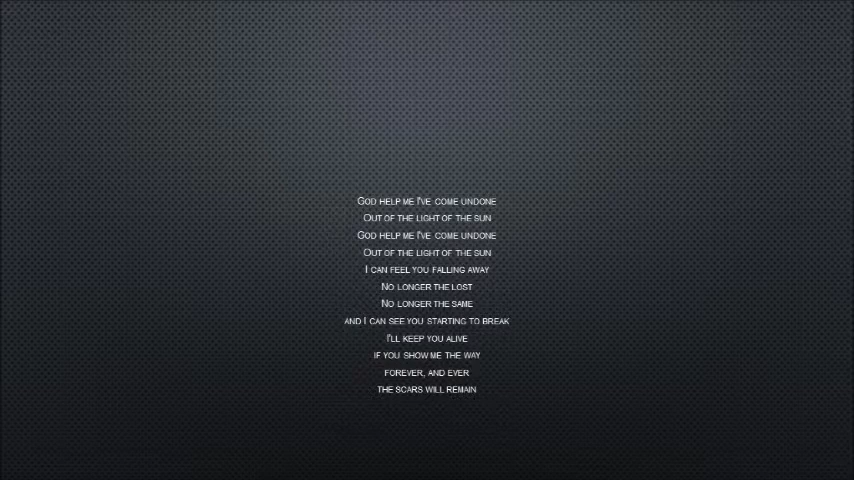 God help me I've come undone
Out of the light of the sun
God help me I've come undone
Out of the light of the sun
I can feel you falling away
No longer the lost
No longer the same
and I can see you starting to break
I'll keep you alive
if you show me the way
forever, and ever
the scars will remain